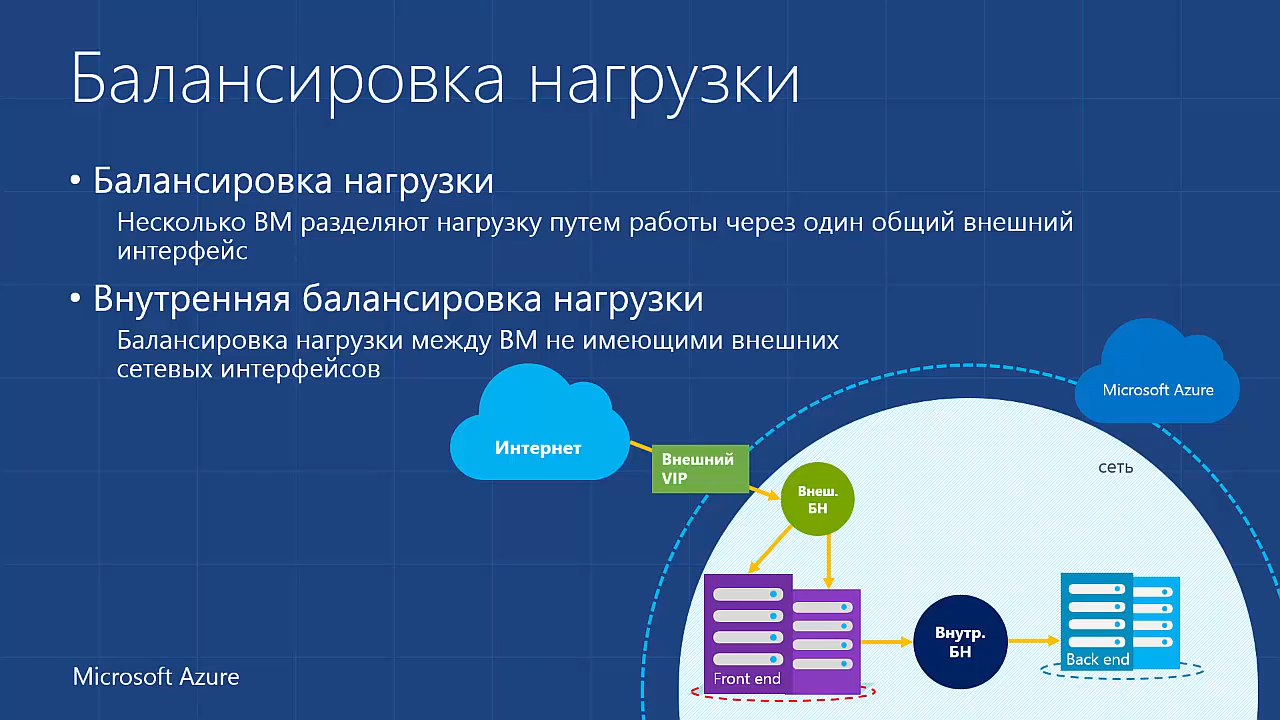 Балансировка нагрузки
• Балансировка нагрузки
Несколько ВМ разделяют нагрузку путем работы через один общий внешний
интерфейс
• Внутренняя балансировка нагрузки
Балансировка нагрузки между ВМ не имеющими внешних
сетевых интерфейсов
Microsoft Azure
Интернет
Внешний
VIP
сеть
Внеш.
БН
Внутр.
БН
Front end
Back end
Microsoft Azure